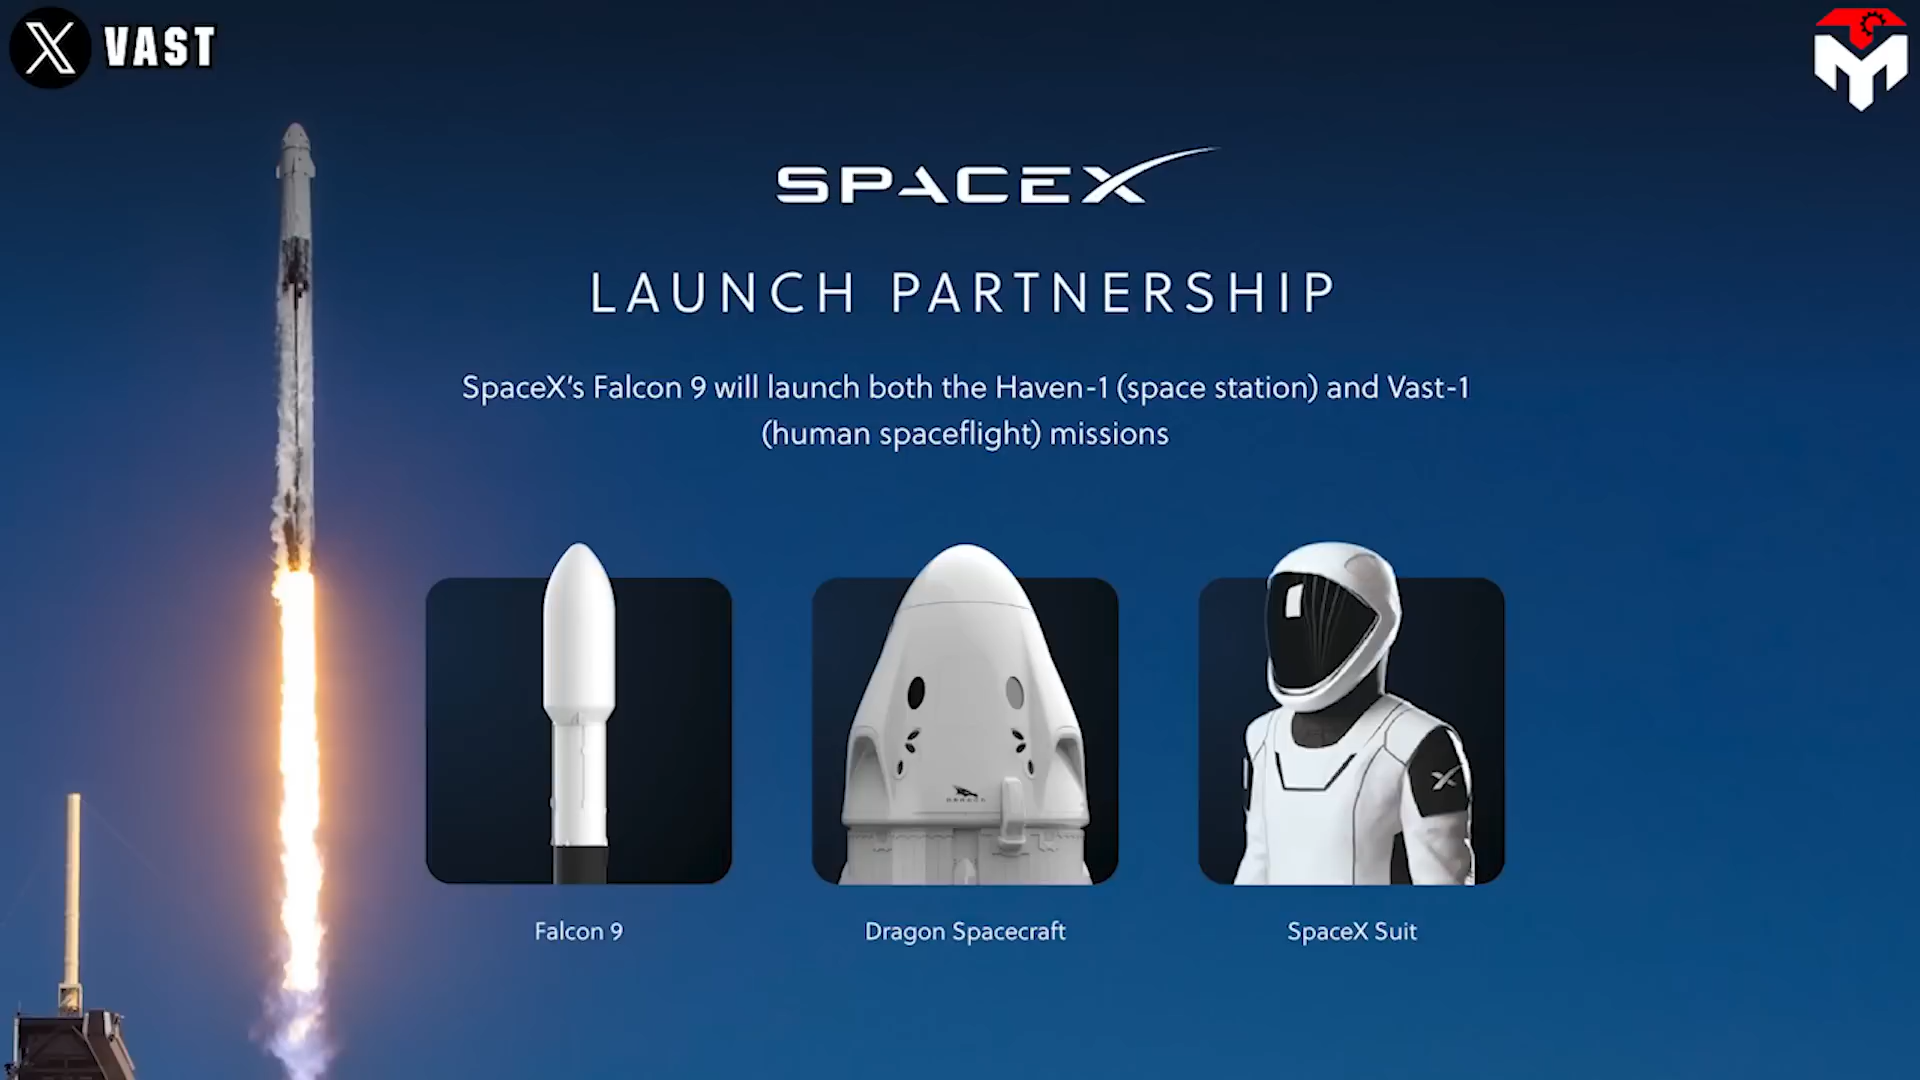 X VAST
SPACEX
LAUNCH PARTNERSHIP
SpaceX's Falcon 9 will launch both the Haven-1 (space station) and Vast-1
(human spaceflight) missions
DRAGON
X
Falcon 9
Dragon Spacecraft
SpaceX Suit